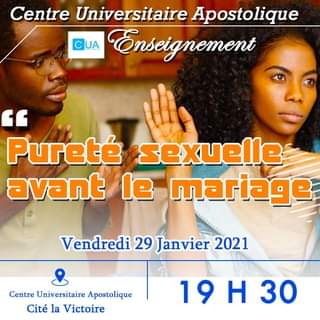 Centre Universitaire Apostolique
CUA
Enseignement
“
Pureté sexuelle
avant le mariage
Vendredi 29 Janvier 2021
Centre Universitaire Apostolique
Cité la Victoire
19 H 30